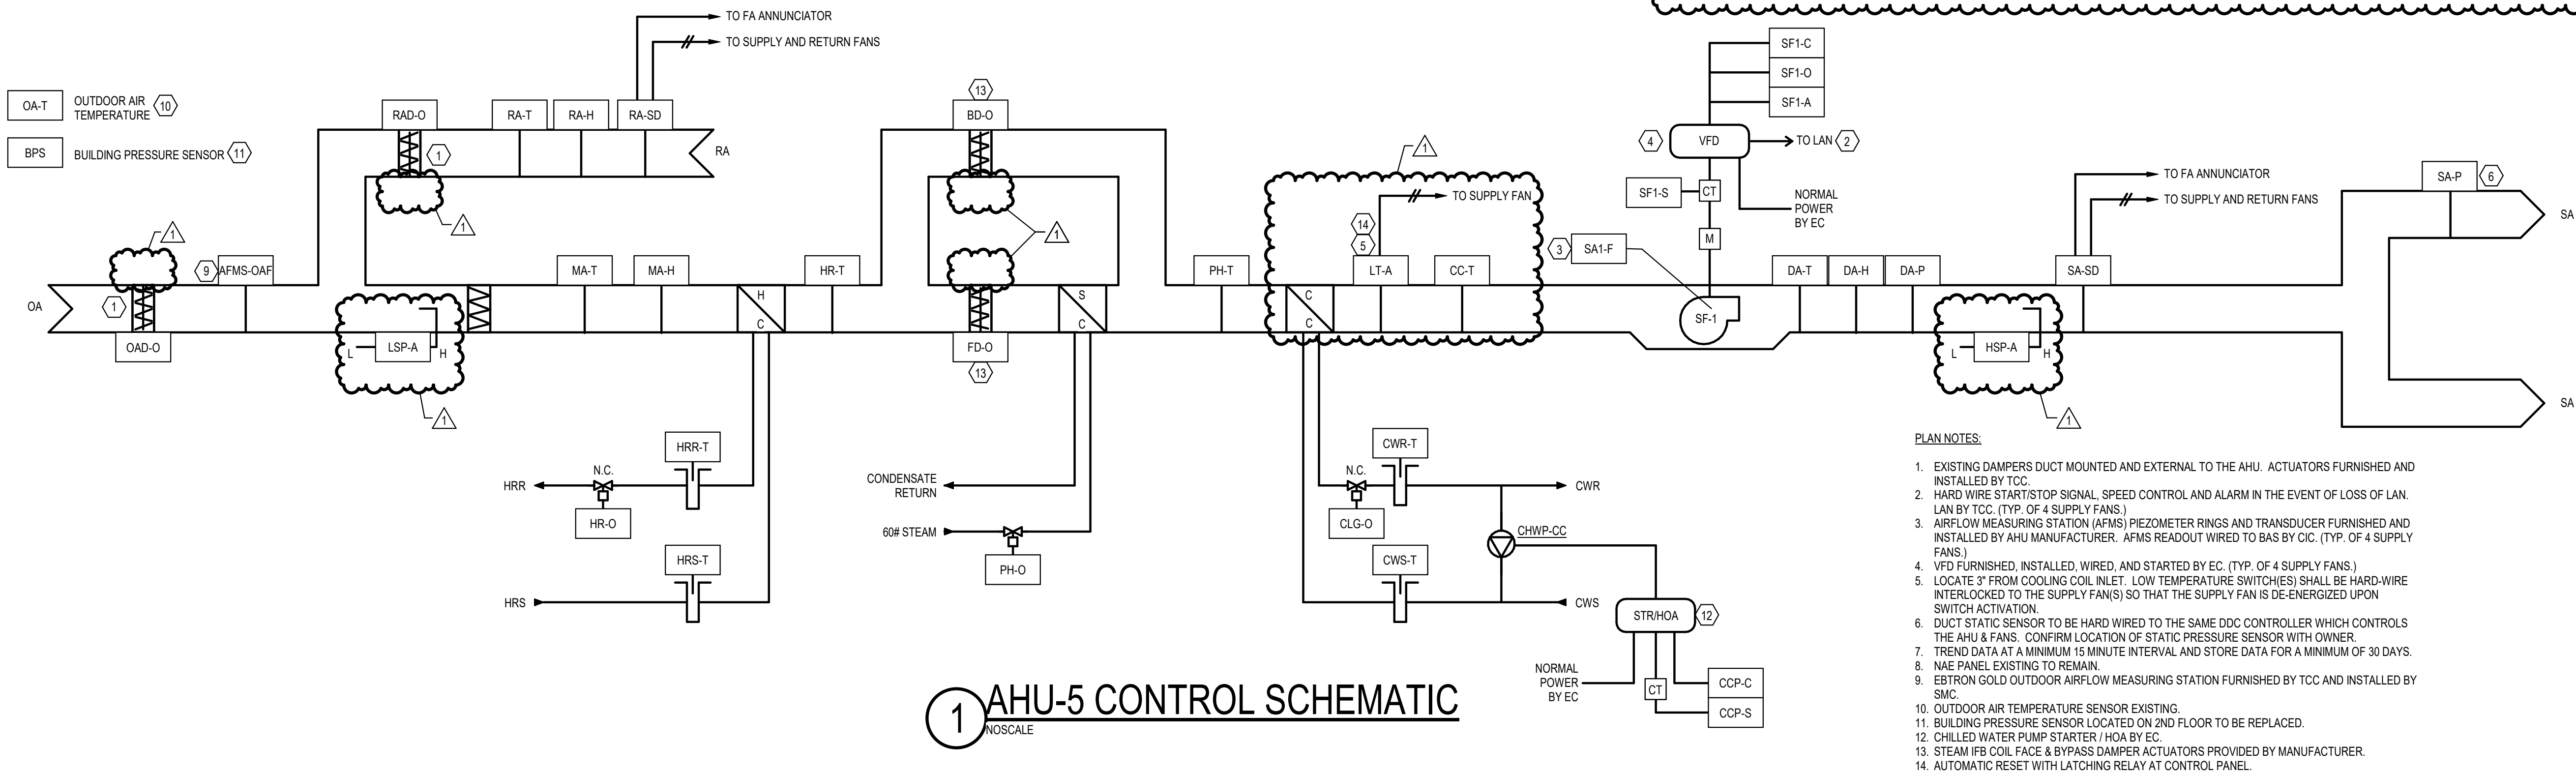 TO FA ANNUNCIATOR
TO SUPPLY AND RETURN FANS
OA-T
OUTDOOR AIR
TEMPERATURE
10
BPS
BUILDING PRESSURE SENSOR
11
RAD-O
RA-T
RA-H
RA-SD
RA
1
1
1
OA
1
OAD-O
9
AFMS-OAF
L
LSP-A
H
1
MA-T
MA-H
H
C
HR-T
13
BD-O
1
FD-O
13
S
C
PH-T
1
TO SUPPLY FAN
14
5
LT-A
CC-T
C
C
SF1-C
SF1-O
SF1-A
4
VFD
TO LAN
2
SF1-S
CT
NORMAL
POWER
BY EC
M
3
SA1-F
SF-1
DA-T
DA-H
DA-P
L
HSP-A
H
1
TO FA ANNUNCIATOR
TO SUPPLY AND RETURN FANS
SA-SD
SA-P
6
SA
SA
HRR
N.C.
HR-O
HRR-T
HRS
HRS-T
CONDENSATE
RETURN
60# STEAM
PH-O
N.C.
CLG-O
CWR-T
CWR
CHWP-CC
CWS-T
CWS
STR/HOA
12
NORMAL
POWER
BY EC
CT
CCP-C
CCP-S
1
AHU-5 CONTROL SCHEMATIC
NOSCALE
PLAN NOTES:
1. EXISTING DAMPERS DUCT MOUNTED AND EXTERNAL TO THE AHU. ACTUATORS FURNISHED AND
INSTALLED BY TCC.
2. HARD WIRE START/STOP SIGNAL, SPEED CONTROL AND ALARM IN THE EVENT OF LOSS OF LAN.
LAN BY TCC. (TYP. OF 4 SUPPLY FANS.)
3. AIRFLOW MEASURING STATION (AFMS) PIEZOMETER RINGS AND TRANSDUCER FURNISHED AND
INSTALLED BY AHU MANUFACTURER. AFMS READOUT WIRED TO BAS BY CIC. (TYP. OF 4 SUPPLY
FANS.)
4. VFD FURNISHED, INSTALLED, WIRED, AND STARTED BY EC. (TYP. OF 4 SUPPLY FANS.)
5. LOCATE 3" FROM COOLING COIL INLET. LOW TEMPERATURE SWITCH(ES) SHALL BE HARD-WIRE
INTERLOCKED TO THE SUPPLY FAN(S) SO THAT THE SUPPLY FAN IS DE-ENERGIZED UPON
SWITCH ACTIVATION.
6. DUCT STATIC SENSOR TO BE HARD WIRED TO THE SAME DDC CONTROLLER WHICH CONTROLS
THE AHU & FANS. CONFIRM LOCATION OF STATIC PRESSURE SENSOR WITH OWNER.
7. TREND DATA AT A MINIMUM 15 MINUTE INTERVAL AND STORE DATA FOR A MINIMUM OF 30 DAYS.
8. NAE PANEL EXISTING TO REMAIN.
9. EBTRON GOLD OUTDOOR AIRFLOW MEASURING STATION FURNISHED BY TCC AND INSTALLED BY
SMC.
10. OUTDOOR AIR TEMPERATURE SENSOR EXISTING.
11. BUILDING PRESSURE SENSOR LOCATED ON 2ND FLOOR TO BE REPLACED.
12. CHILLED WATER PUMP STARTER / HOA BY EC.
13. STEAM IFB COIL FACE & BYPASS DAMPER ACTUATORS PROVIDED BY MANUFACTURER.
14. AUTOMATIC RESET WITH LATCHING RELAY AT CONTROL PANEL.